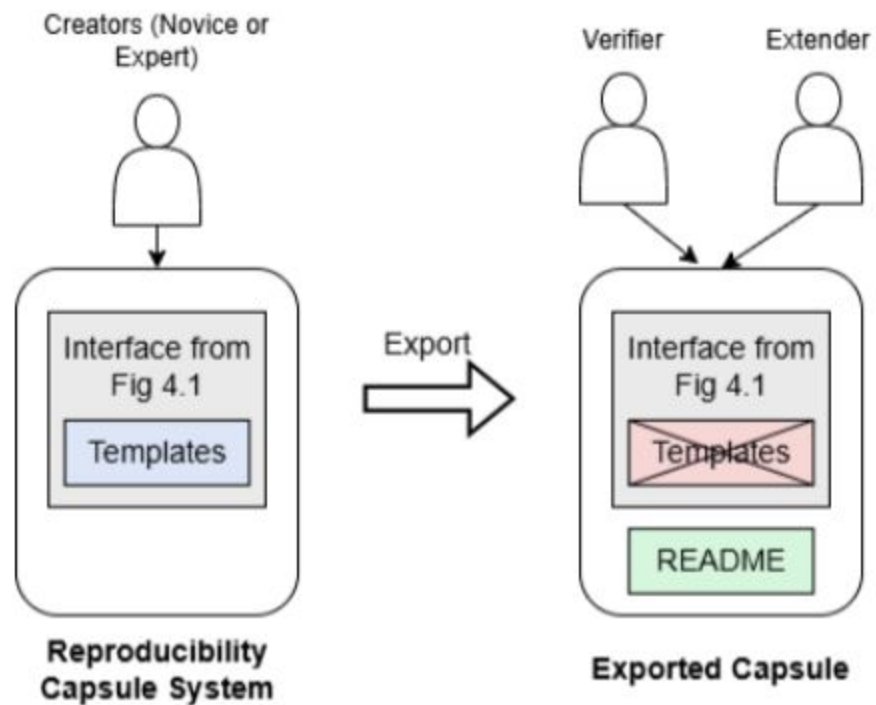 Creators (Novice or
Expert)
Verifier
Extender
Interface from
Fig 4.1
Templates
Export
Interface from
Fig 4.1
Templates
README
Reproducibility
Capsule System
Exported Capsule